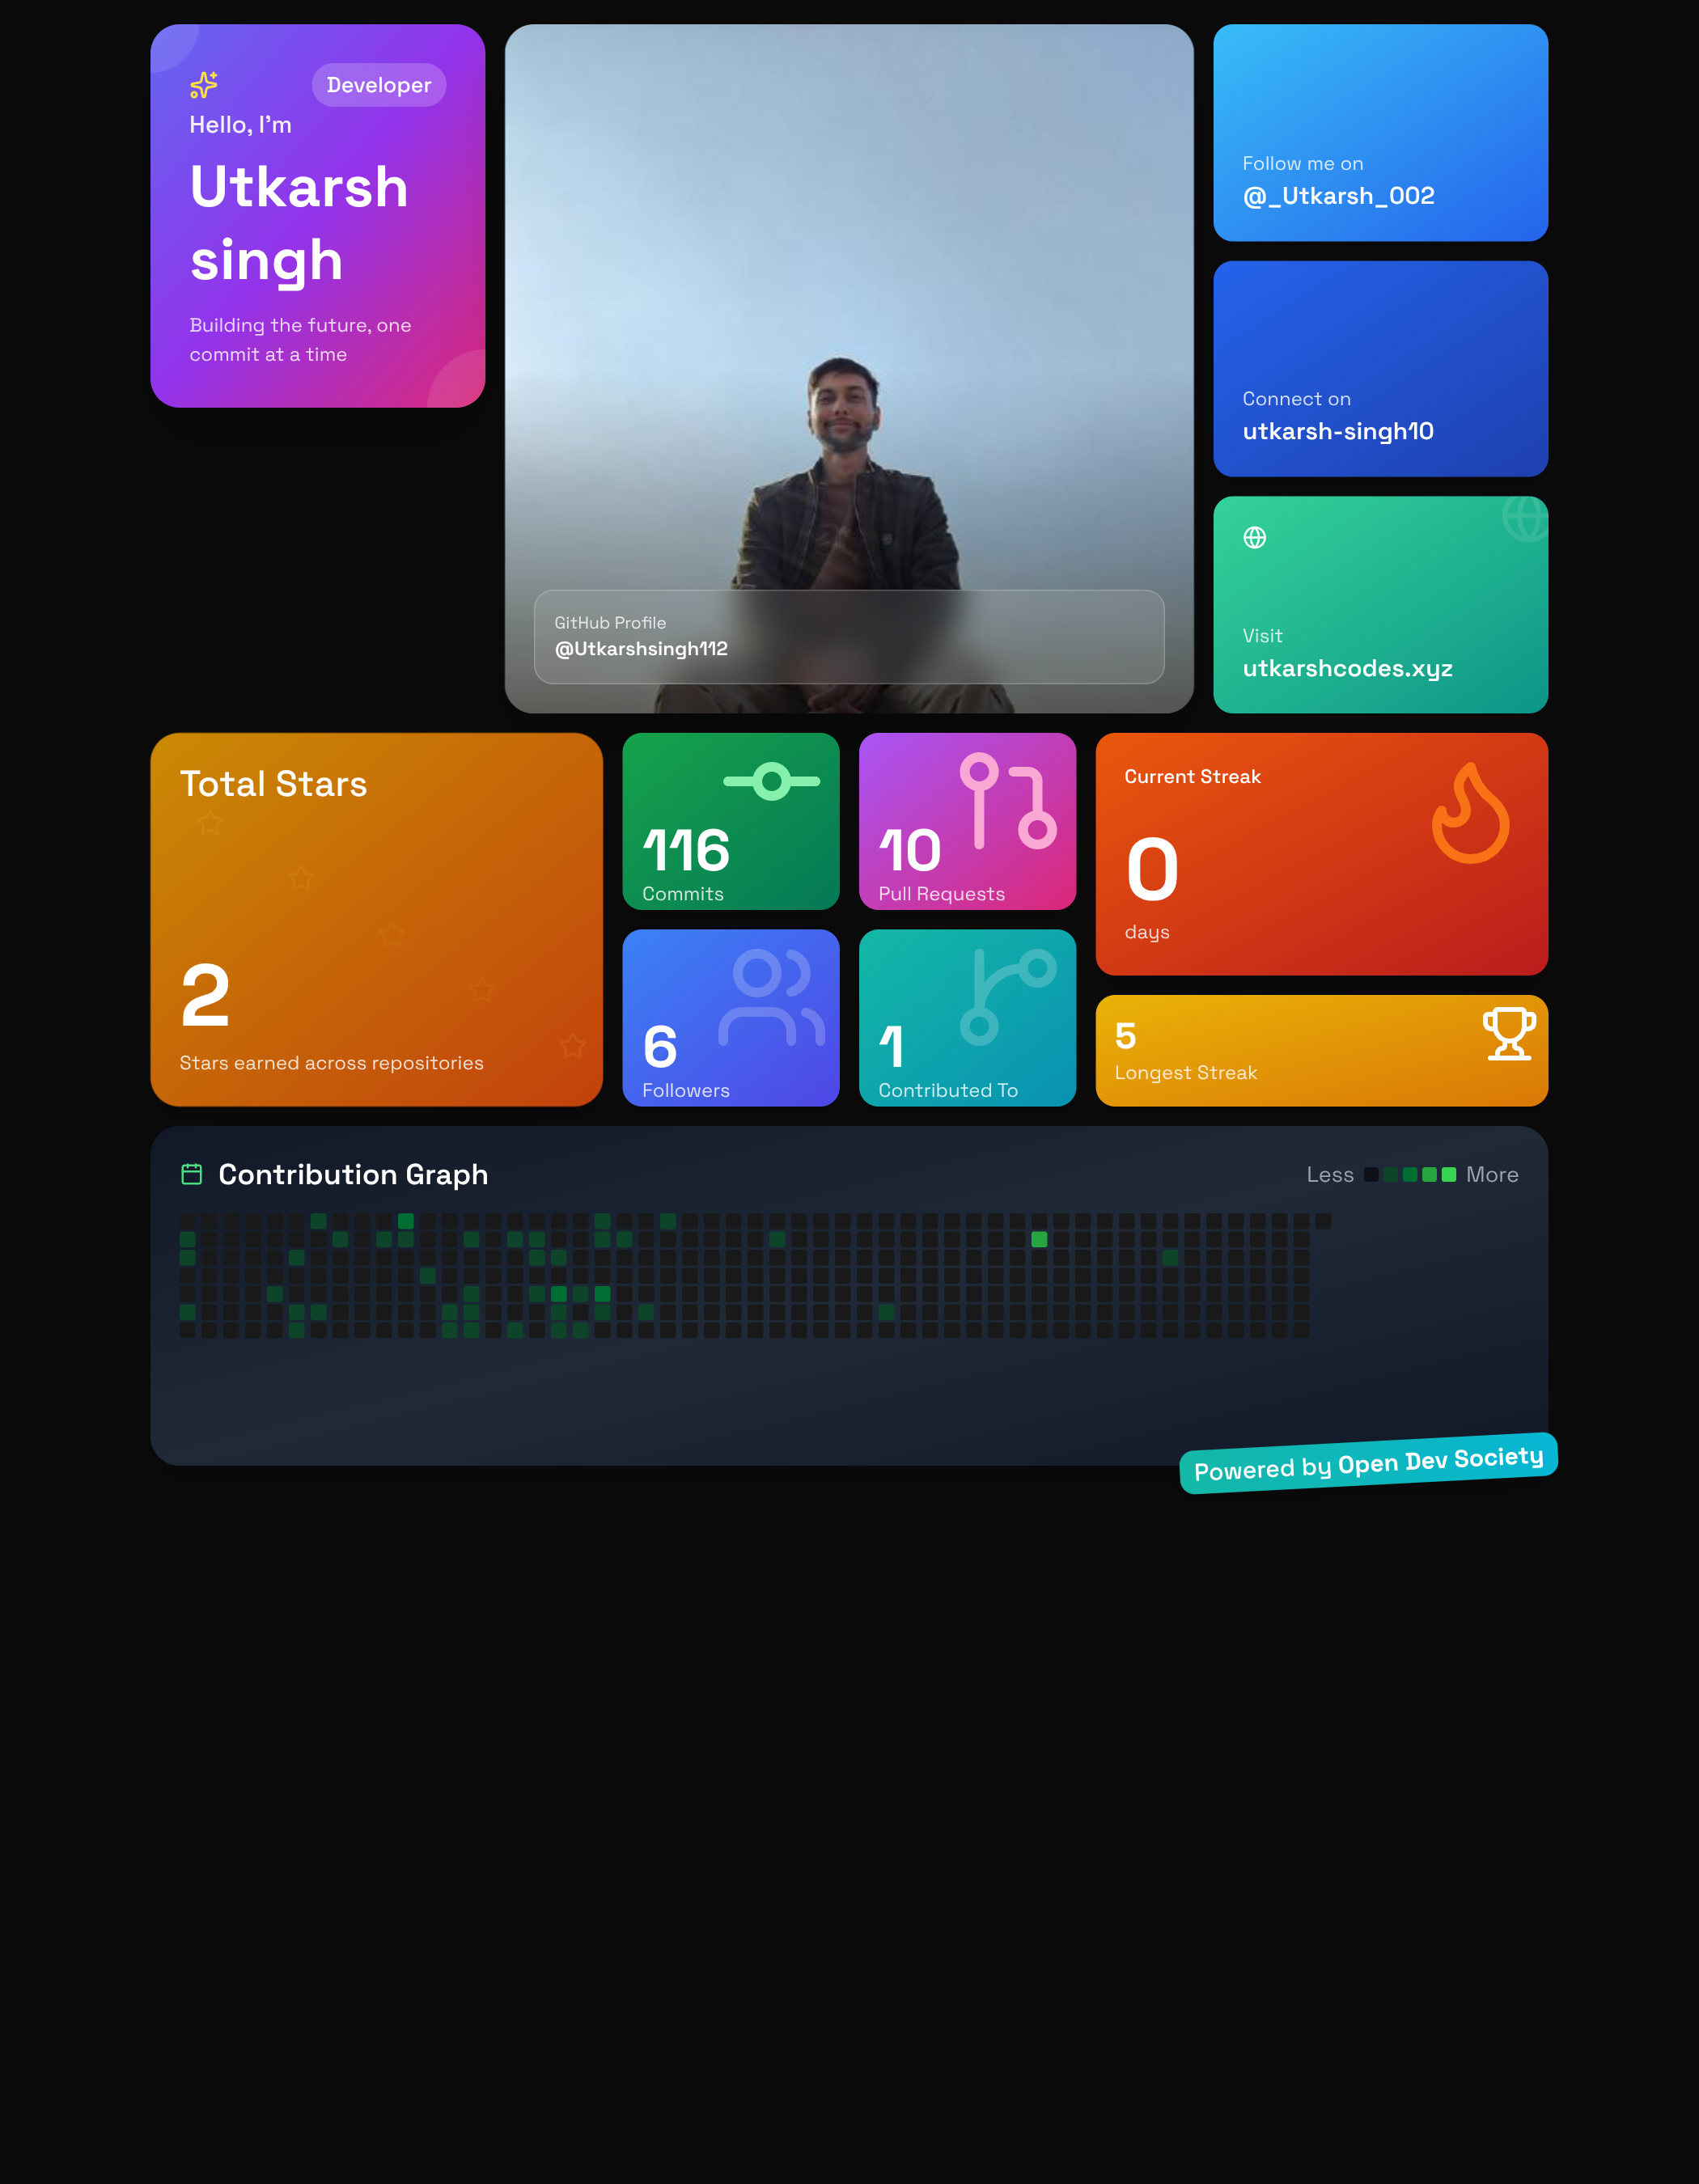 Developer
Hello, I'm
Utkarsh
singh
Building the future, one
commit at a time
GitHub Profile
@Utkarshsingh112
Follow me on
@_Utkarsh_002
Connect on
utkarsh-singh10
Visit
utkarshcodes.xyz
Total Stars
2
Stars earned across repositories
116
Commits
10
Pull Requests
6
Followers
1
Contributed To
Current Streak
0
days
5
Longest Streak
Contribution Graph
Less
More
Powered by Open Dev Society